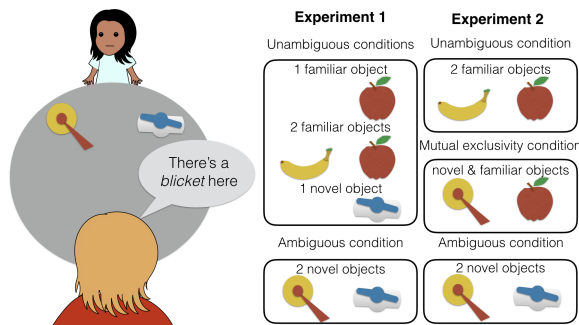 There's a
blicket here
Experiment 1
Unambiguous conditions
1 familiar object
2 familiar objects
1 novel object
Ambiguous condition
2 novel objects
Experiment 2
Unambiguous condition
2 familiar objects
Mutual exclusivity condition
novel & familiar objects
Ambiguous condition
2 novel objects